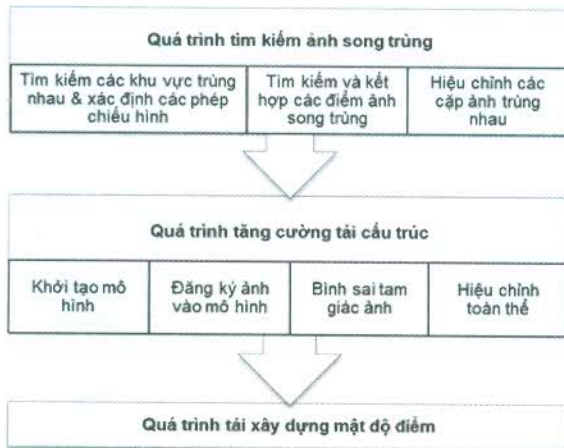 Quá trình tìm kiếm ảnh song trùng
Tìm kiếm các khu vực trùng
nhau & xác định các phép
chiếu hình
Tìm kiếm và kết
hợp các điểm ảnh
song trùng
Hiệu chỉnh các
cặp ảnh trùng
nhau
Quá trình tăng cường tái cấu trúc
Khởi tạo mô
hình
Đăng ký ảnh
vào mô hình
Bình sai tam
giác ảnh
Hiệu chỉnh
toàn thể
Quá trình tái xây dựng mật độ điểm